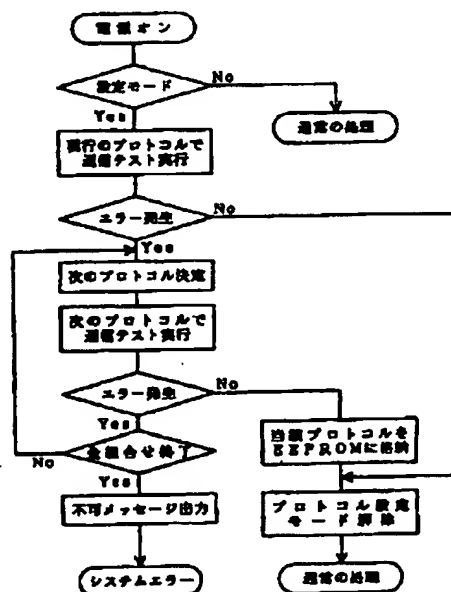 電源オン
設定モード
No
Yes
通常の処理
現行のプロトコルで
通信テスト実行
エラー発生
No
Yes
次のプロトコル決定
次のプロトコルで
通信テスト実行
エラー発生
No
Yes
当該プロトコルを
EEPROMに格納
全組合せ終了
No
Yes
プロトコル設定
モード解除
不可メッセージ出力
システムエラー
通常の処理